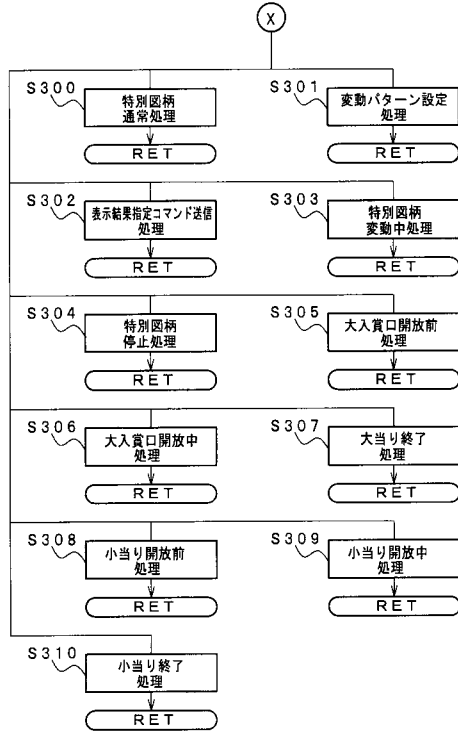 X
S300
特別図柄
通常処理
RET
S301
変動パターン設定
処理
RET
S302
表示結果指定コマンド送信
処理
RET
S303
特別図柄
変動中処理
RET
S304
特別図柄
停止処理
RET
S305
大入賞口開放前
処理
RET
S306
大入賞口開放中
処理
RET
S307
大当り終了
処理
RET
S308
小当り開放前
処理
RET
S309
小当り開放中
処理
RET
S310
小当り終了
処理
RET